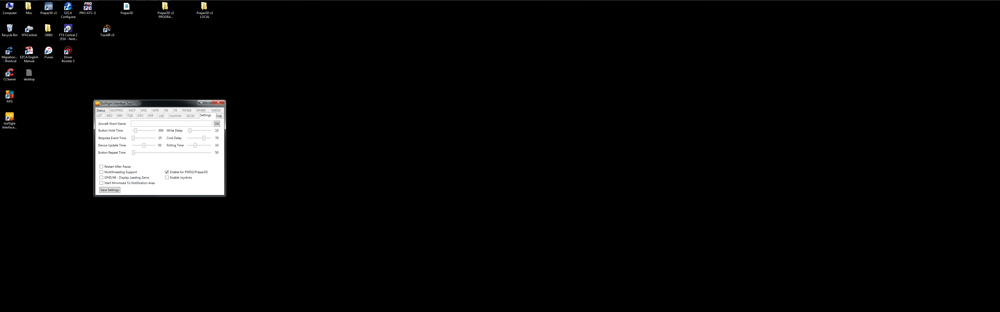 Computer
Misc
Prepar3D v3
EZCA
Config.exe
PRO-ATC-X
Prepar3D
Prepar3D v3
PROGRA...
Prepar3D v3
LOCAL
Recycle Bin
VFXCentral
ORBX
FTX Central 2
(FSX - Nort...
TrackIR v5
Migration...
- Shortcut
EZCA English
Manual
iTunes
Driver
Booster 3
CCleaner
desktop
AVG
GoFlight
Interface...
GoFlight Interface Tool P3D
Status MCPPRO MCP EFIS WP6 P8 T8 RP48B RP48R MESM
LGT 46O 46R TQ6 45O 45R 166 Joysticks SECM Settings Log
Aircraft Short Name OK
Button Hold Time 300 Write Delay 10
Bespoke Event Time 25 Cmd Delay 70
Device Update Time 50 Polling Time 33
Button Repeat Time 50
Restart After Pause
Multithreading Support Enable for PMDG/Prepar3D
GF45/46 - Display Leading Zeros Enable Joysticks
Start Minimised To Notification Area
Save Settings